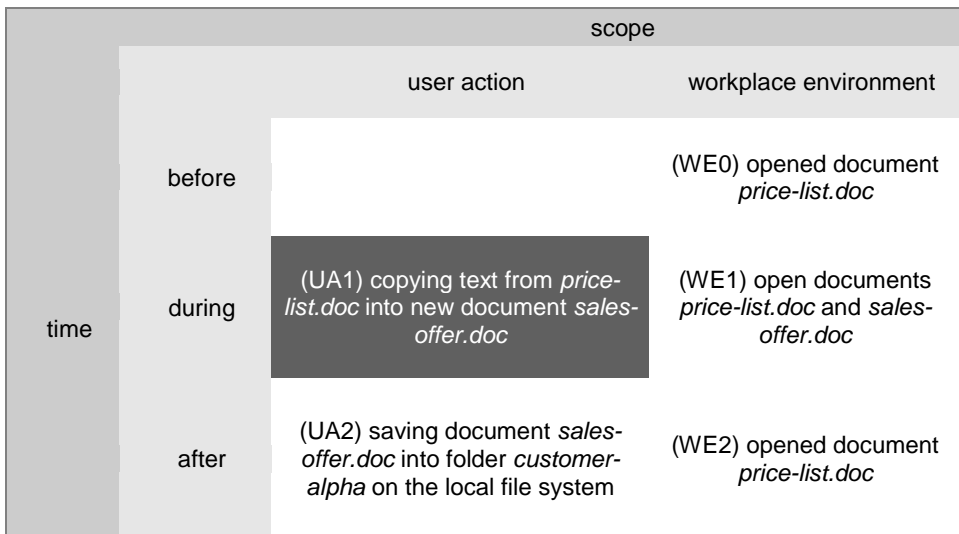 scope
user action
workplace environment
before
(WE0) opened document
price-list.doc
time
during
(UA1) copying text from price-
list.doc into new document sales-
offer.doc
(WE1) open documents
price-list.doc and sales-
offer.doc
after
(UA2) saving document sales-
offer.doc into folder customer-
alpha on the local file system
(WE2) opened document
price-list.doc